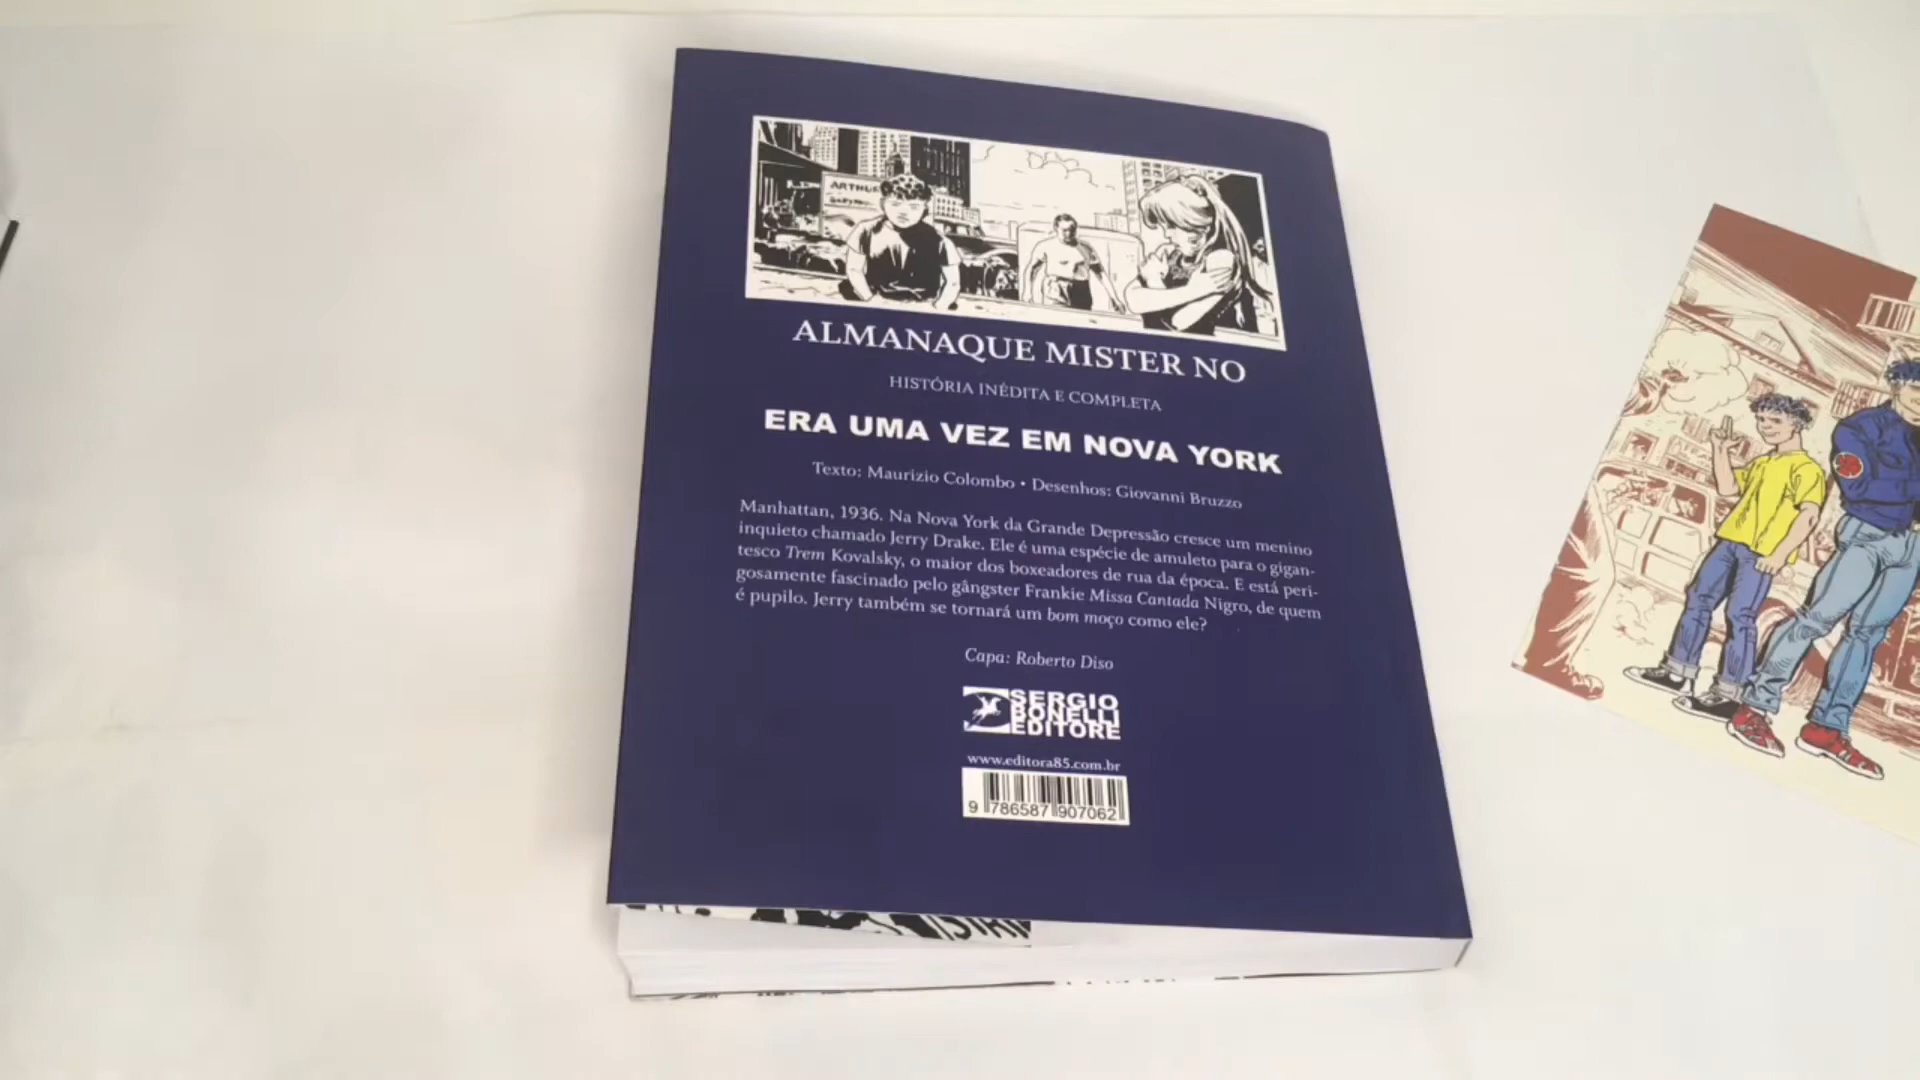 ARTHUR
ALMANAQUE MISTER NO
HISTÓRIA INÉDITA E COMPLETA
ERA UMA VEZ EM NOVA YORK
Texto: Maurizio Colombo • Desenhos: Giovanni Bruzzo
Manhattan, 1936. Na Nova York da Grande Depressão cresce um menino
inquieto chamado Jerry Drake. Ele é uma espécie de amuleto para o gigan-
tesco Trem Kovalsky, o maior dos boxeadores de rua da época. E está peri-
gosamente fascinado pelo gângster Frankie Missa Cantada Nigro, de quem
é pupilo. Jerry também se tornará um bom moço como ele?
Capa: Roberto Diso
SERGIO
BONELLI
EDITORE
www.editora85.com.br
9 786587 907062